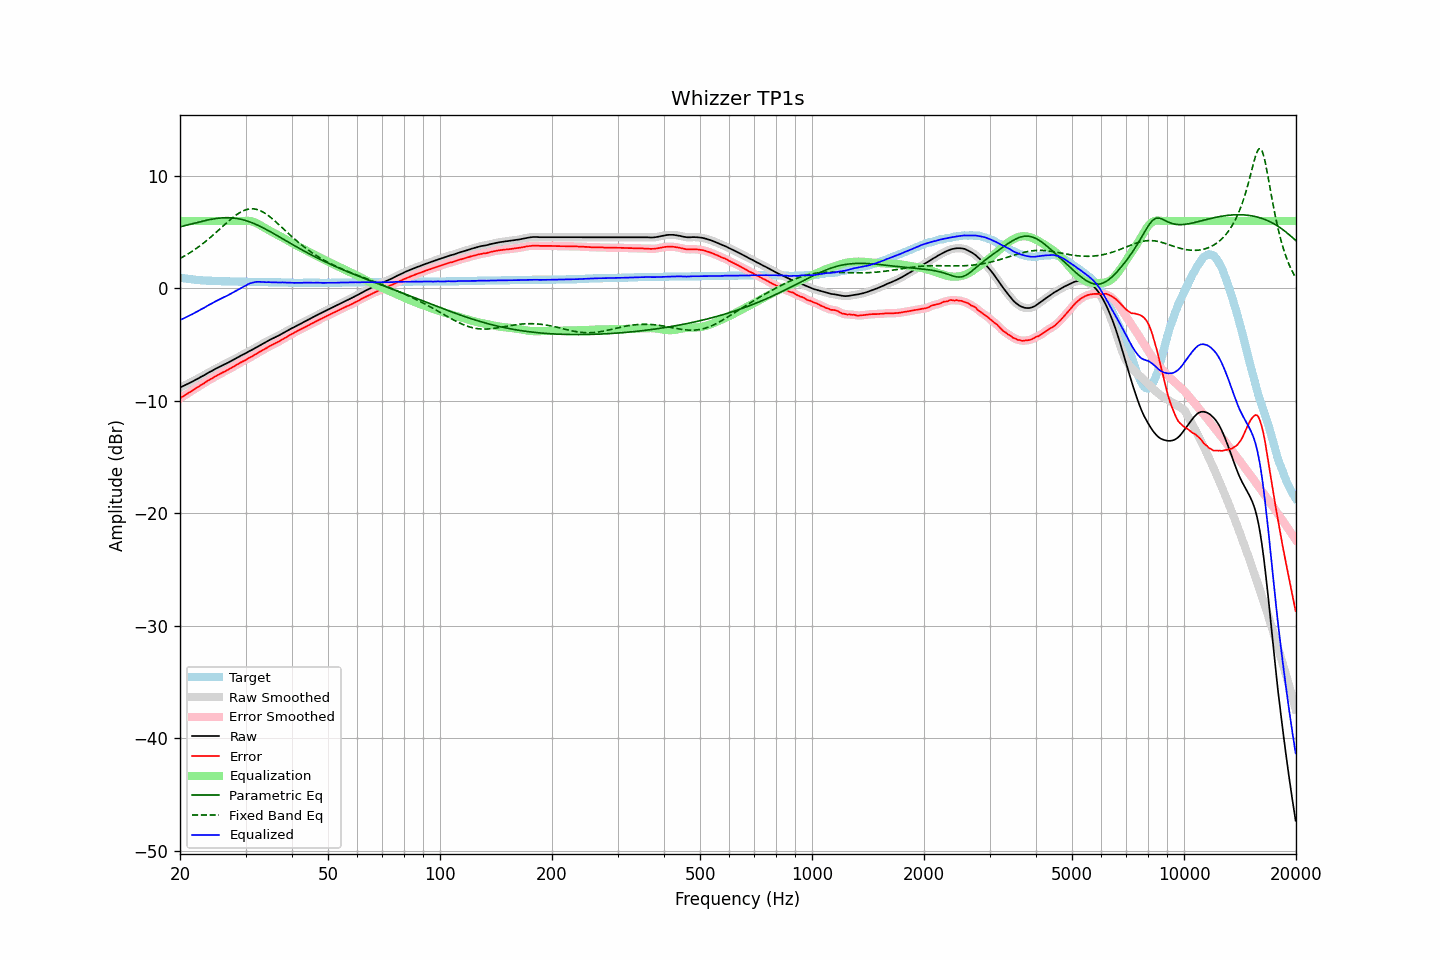 Whizzer TP1s
10
0
−10
−20
−30
−40
−50
Amplitude (dBr)
Target
Raw Smoothed
Error Smoothed
Raw
Error
Equalization
Parametric Eq
Fixed Band Eq
Equalized
20 50 100 200 500 1000 2000 5000 10000 20000
Frequency (Hz)